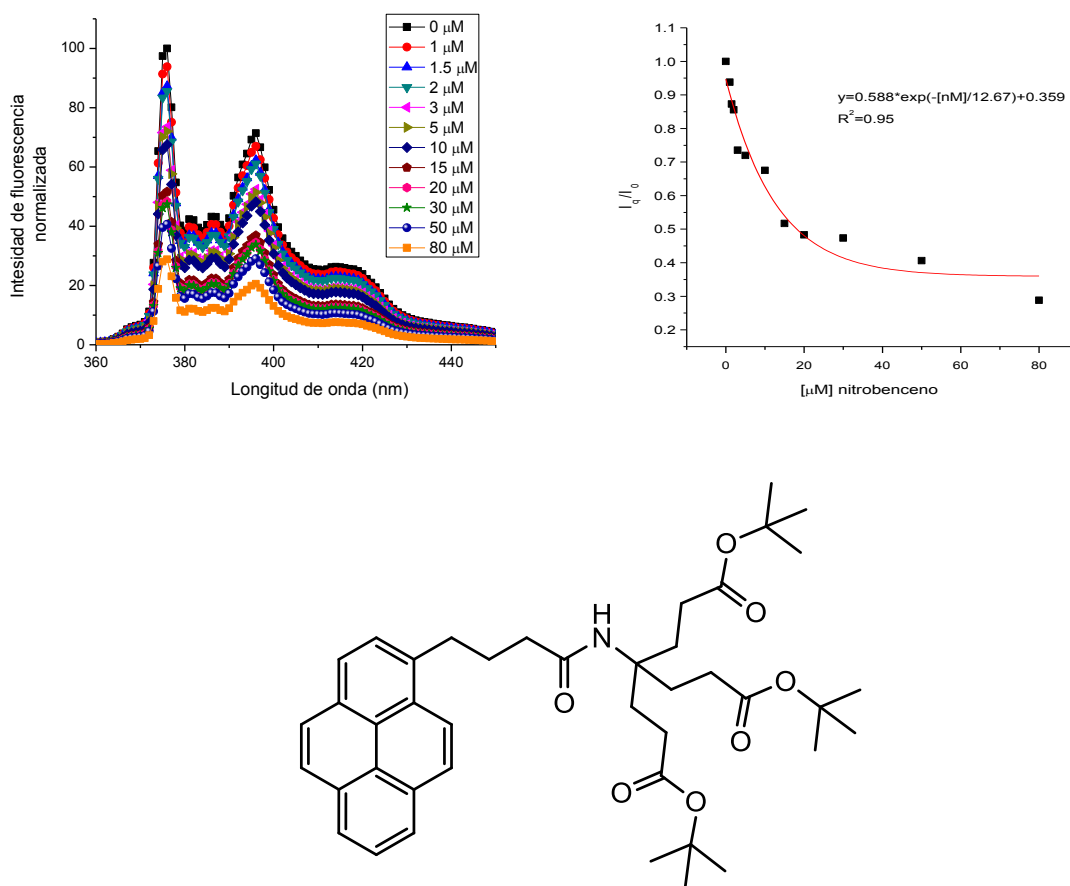 0 μM
1 μM
1.5 μM
2 μM
3 μM
5 μM
10 μM
15 μM
20 μM
30 μM
50 μM
80 μM
100
80
60
40
20
0
360
380
400
420
440
Intesidad de fluorescencia
normalizada
Longitud de onda (nm)
1.1
1.0
0.9
0.8
0.7
0.6
0.5
0.4
0.3
0.2
0
20
40
60
80
y=0.588*exp(-[nM]/12.67)+0.359
R²=0.95
Iq/I0
[μM] nitrobenceno
O
O
H
N
O
O
O
O
O